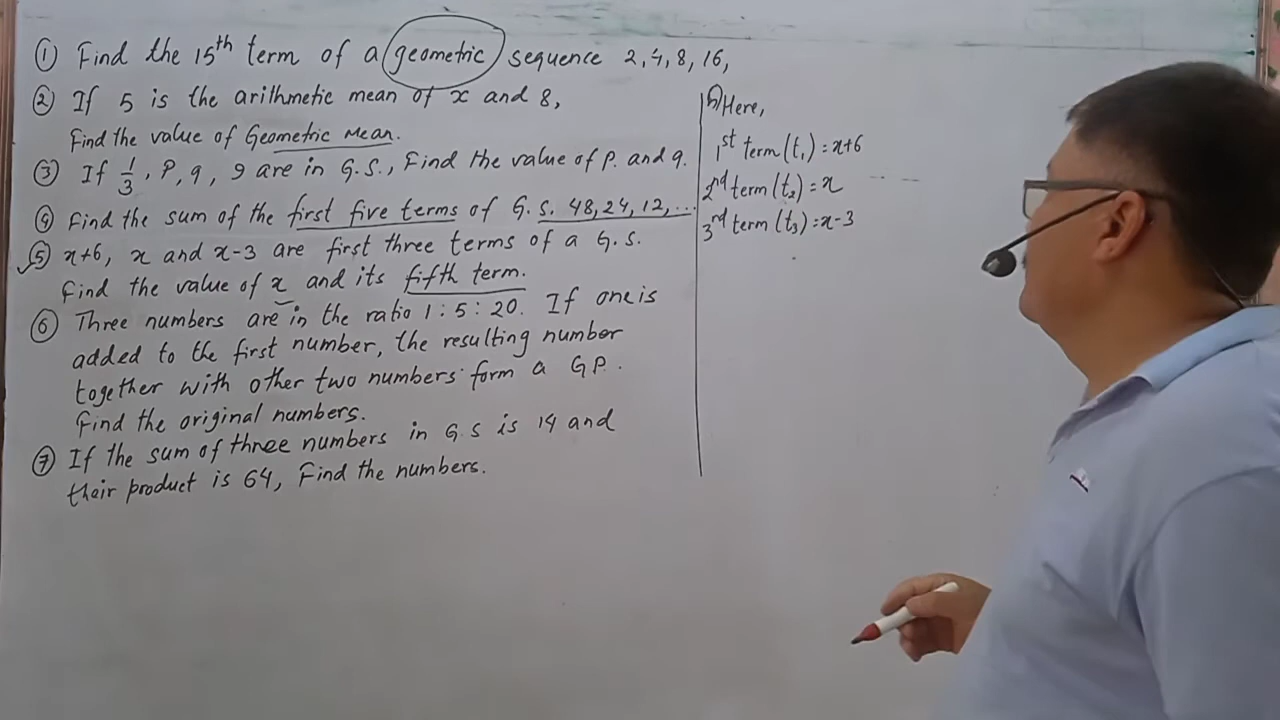 ① Find the 15th term of a geometric sequence 2, 4, 8, 16,
② If 5 is the arithmetic mean of x and 8,
Find the value of Geometric Mean.
③ If 1/3, P, q, 9 are in G.S., Find the value of P. and q.
④ Find the sum of the first five terms of G.S. 48, 24, 12, ...
⑤ x+6, x and x-3 are first three terms of a G.S.
Find the value of x and its fifth term.
⑥ Three numbers are in the ratio 1:5:20. If one is
added to the first number, the resulting number
together with other two numbers form a GP.
Find the original numbers.
⑦ If the sum of three numbers in G.S is 14 and
their product is 64, Find the numbers.
5) Here,
1st term (t₁) = x+6
2nd term (t₂) = x
3rd term (t₃) = x-3